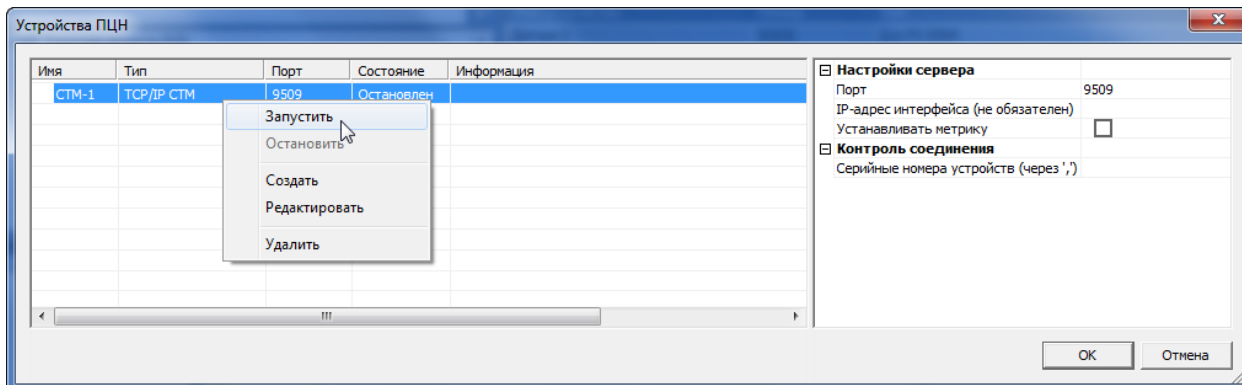 Устройства ПЦН
Имя Тип Порт Состояние Информация
СТМ-1 TCP/IP СТМ 9509 Остановлен
Запустить
Остановить
Создать
Редактировать
Удалить
Настройки сервера
Порт 9509
IP-адрес интерфейса (не обязателен)
Устанавливать метрику
Контроль соединения
Серийные номера устройств (через ',')
OK Отмена